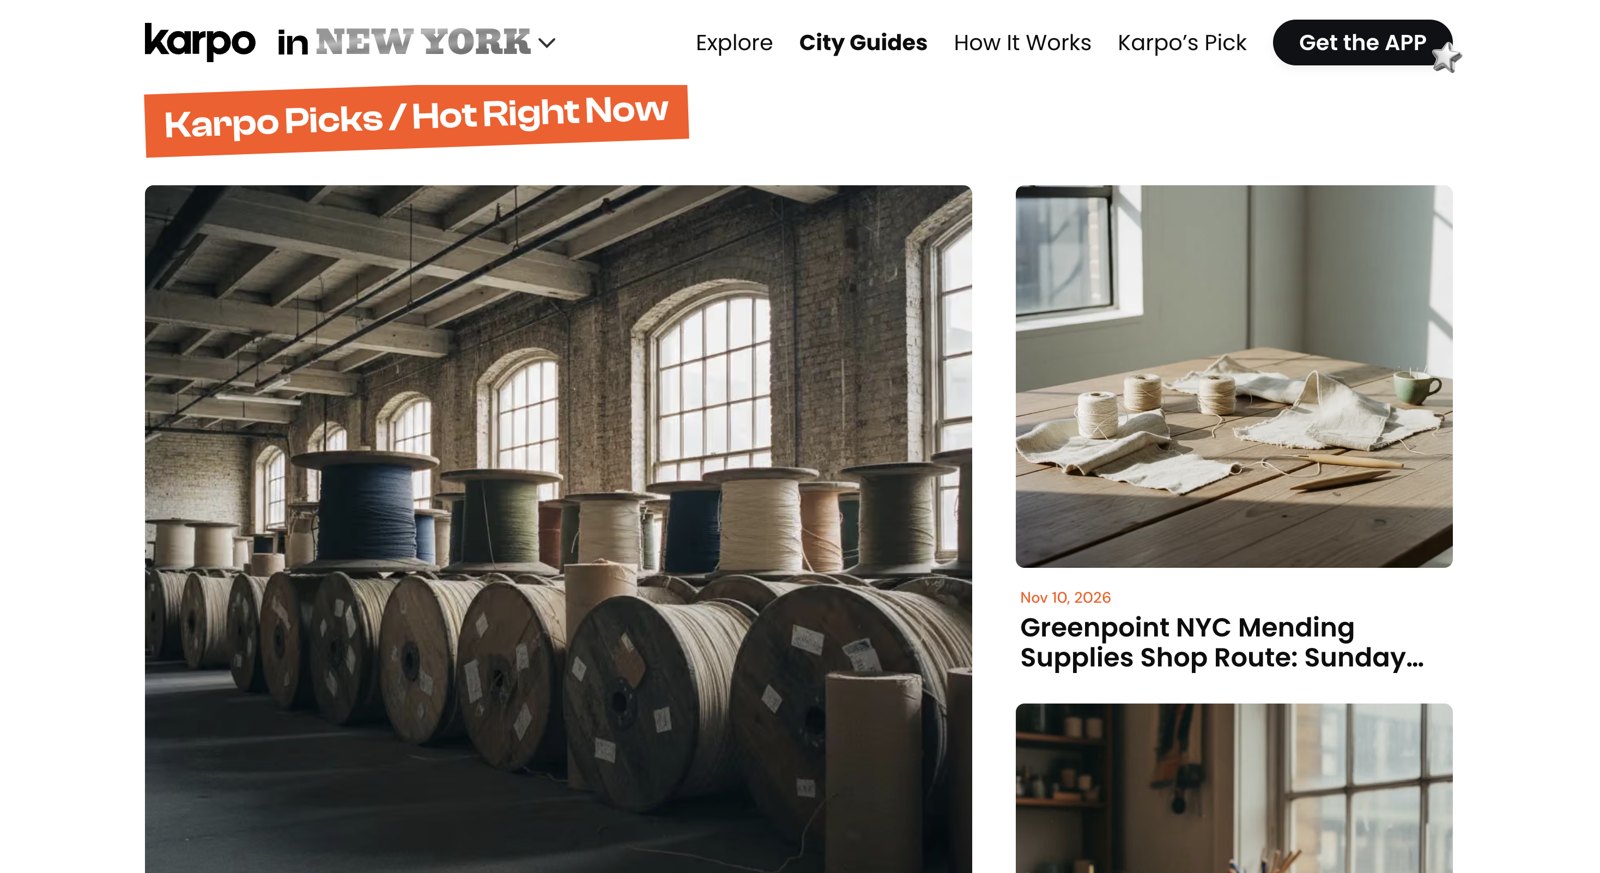 karpo in NEW YORK
Explore
City Guides
How It Works
Karpo’s Pick
Get the APP
Karpo Picks / Hot Right Now
Nov 10, 2026
Greenpoint NYC Mending
Supplies Shop Route: Sunday...